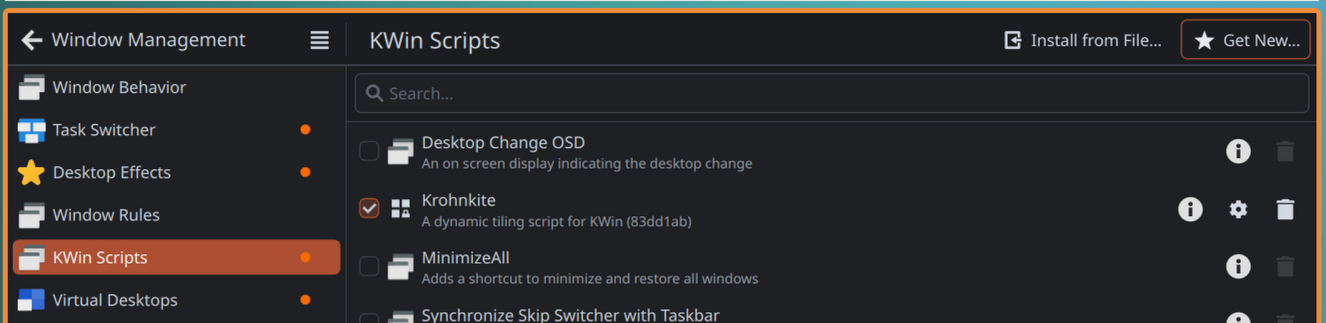 Window Management
KWin Scripts
Install from File...
Get New...
Window Behavior
Task Switcher
Desktop Effects
Window Rules
KWin Scripts
Virtual Desktops
Search...
Desktop Change OSD
An on screen display indicating the desktop change
Krohnkite
A dynamic tiling script for KWin (83dd1ab)
MinimizeAll
Adds a shortcut to minimize and restore all windows
Synchronize Skip Switcher with Taskbar